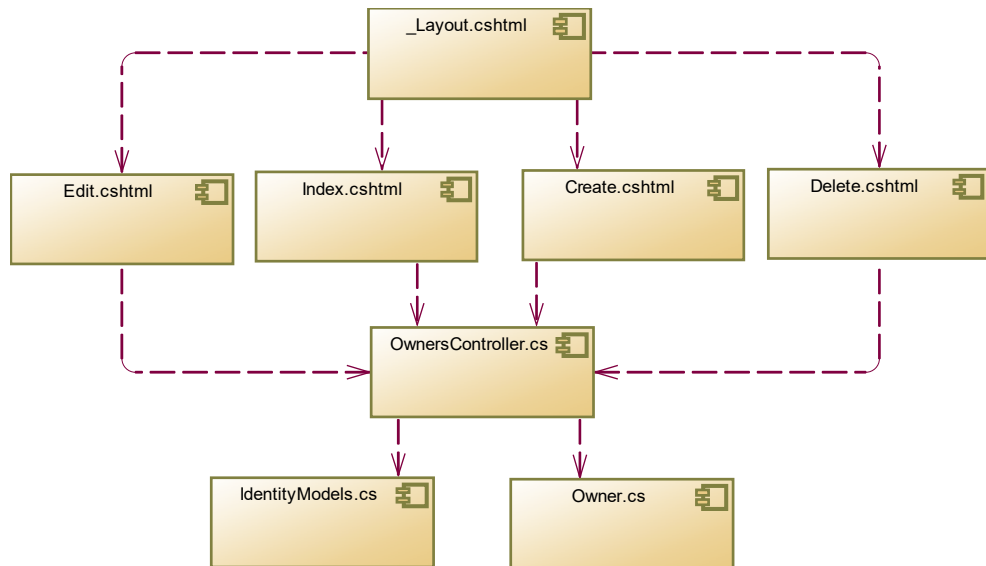 _Layout.cshtml
Edit.cshtml
Index.cshtml
Create.cshtml
Delete.cshtml
OwnersController.cs
IdentityModels.cs
Owner.cs